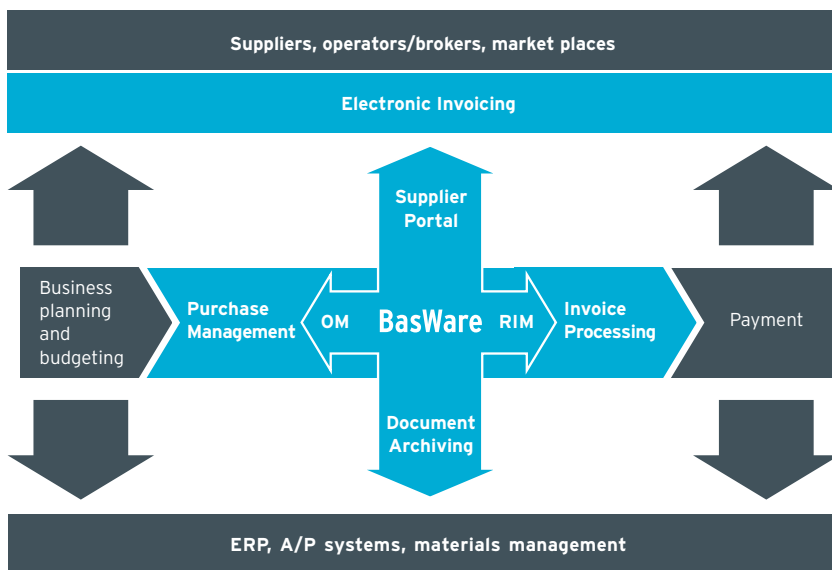 Suppliers, operators/brokers, market places
Electronic Invoicing
Supplier
Portal
Business
planning
and
budgeting
Purchase
Management
OM
BasWare
RIM
Invoice
Processing
Payment
Document
Archiving
ERP, A/P systems, materials management